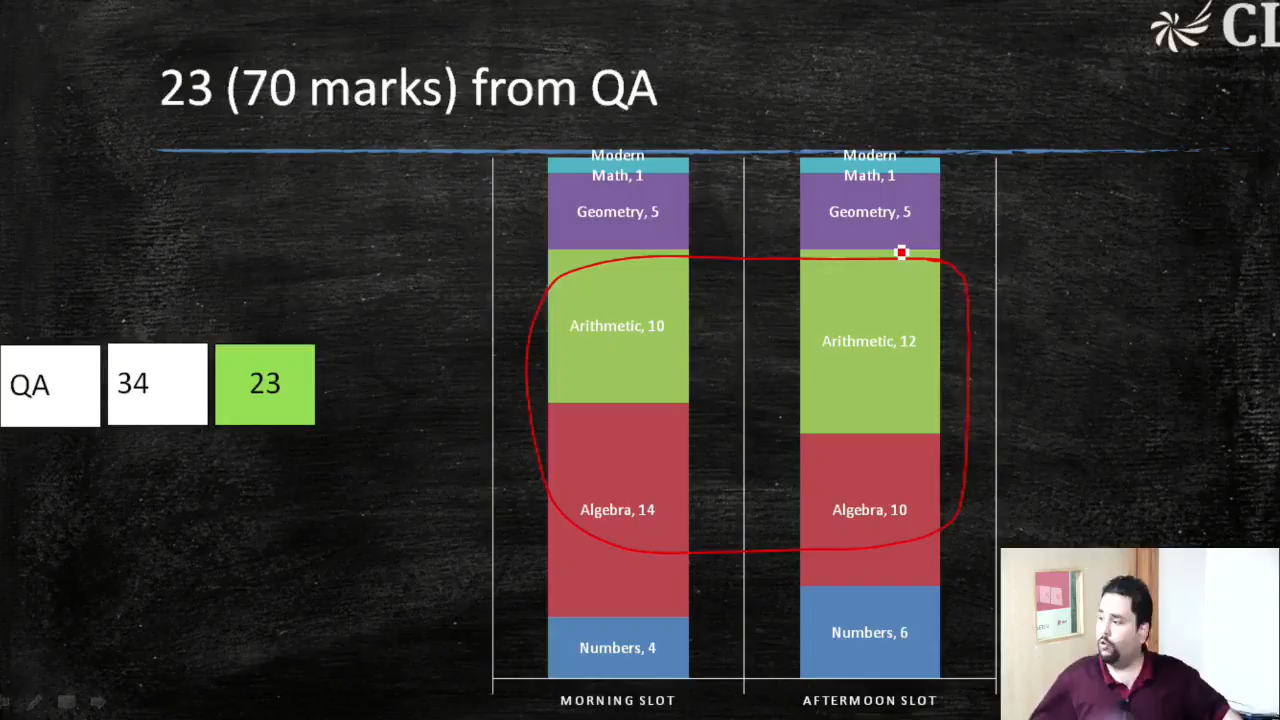 CL
23 (70 marks) from QA
Modern
Math, 1
Geometry, 5
Arithmetic, 10
Algebra, 14
Numbers, 4
MORNING SLOT
Modern
Math, 1
Geometry, 5
Arithmetic, 12
Algebra, 10
Numbers, 6
AFTERMOON SLOT
QA
34
23